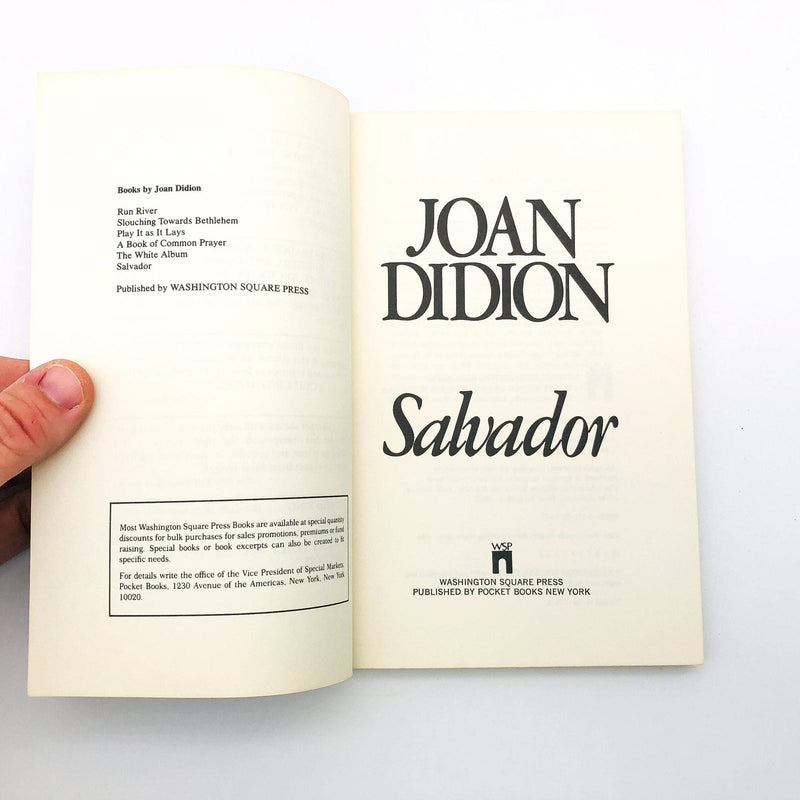 Books by Joan Didion
Run River
Slouching Towards Bethlehem
Play It as It Lays
A Book of Common Prayer
The White Album
Salvador
Published by WASHINGTON SQUARE PRESS
Most Washington Square Press Books are available at special quantity
discounts for bulk purchases for sales promotions, premiums or fund
raising. Special books or book excerpts can also be created to fit
specific needs.
For details write the office of the Vice President of Special Markets,
Pocket Books, 1230 Avenue of the Americas, New York, New York
10020.
JOAN
DIDION
Salvador
WSP
WASHINGTON SQUARE PRESS
PUBLISHED BY POCKET BOOKS NEW YORK